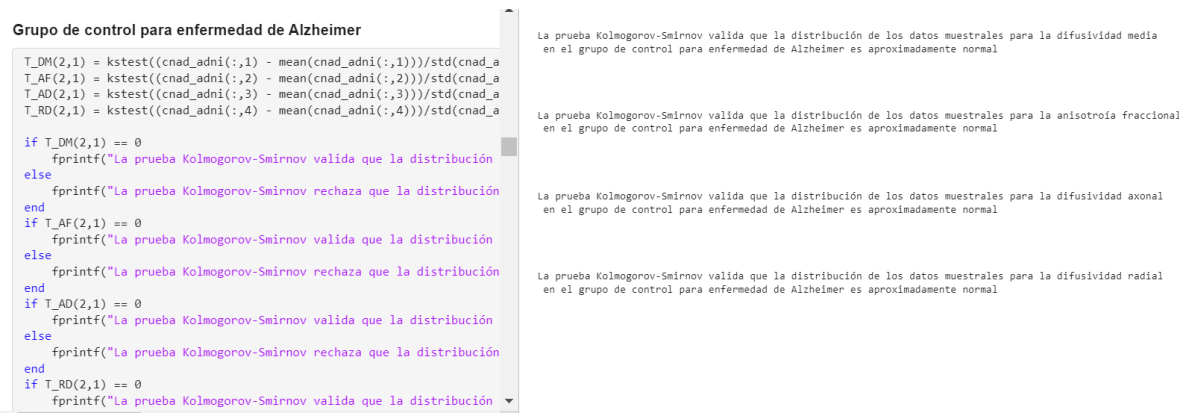 Grupo de control para enfermedad de Alzheimer
T_DM(2,1) = kstest((cnad_adni(:,1) - mean(cnad_adni(:,1)))/std(cnad_a
T_AF(2,1) = kstest((cnad_adni(:,2) - mean(cnad_adni(:,2)))/std(cnad_a
T_AD(2,1) = kstest((cnad_adni(:,3) - mean(cnad_adni(:,3)))/std(cnad_a
T_RD(2,1) = kstest((cnad_adni(:,4) - mean(cnad_adni(:,4)))/std(cnad_a
if T_DM(2,1) == 0
fprintf("La prueba Kolmogorov-Smirnov valida que la distribución
else
fprintf("La prueba Kolmogorov-Smirnov rechaza que la distribución
end
if T_AF(2,1) == 0
fprintf("La prueba Kolmogorov-Smirnov valida que la distribución
else
fprintf("La prueba Kolmogorov-Smirnov rechaza que la distribución
end
if T_AD(2,1) == 0
fprintf("La prueba Kolmogorov-Smirnov valida que la distribución
else
fprintf("La prueba Kolmogorov-Smirnov rechaza que la distribución
end
if T_RD(2,1) == 0
fprintf("La prueba Kolmogorov-Smirnov valida que la distribución
La prueba Kolmogorov-Smirnov valida que la distribución de los datos muestrales para la difusividad media
en el grupo de control para enfermedad de Alzheimer es aproximadamente normal
La prueba Kolmogorov-Smirnov valida que la distribución de los datos muestrales para la anisotroía fraccional
en el grupo de control para enfermedad de Alzheimer es aproximadamente normal
La prueba Kolmogorov-Smirnov valida que la distribución de los datos muestrales para la difusividad axonal
en el grupo de control para enfermedad de Alzheimer es aproximadamente normal
La prueba Kolmogorov-Smirnov valida que la distribución de los datos muestrales para la difusividad radial
en el grupo de control para enfermedad de Alzheimer es aproximadamente normal